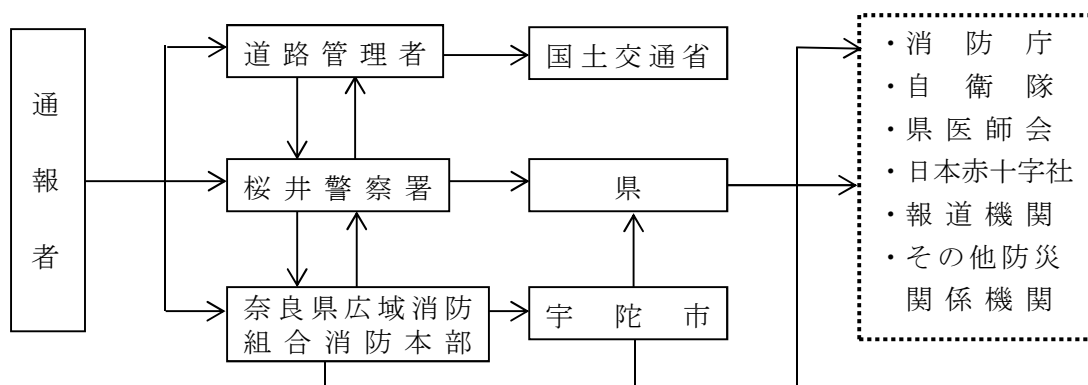 通報者
道路管理者
国土交通省
桜井警察署
県
奈良県広域消防
組合消防本部
宇陀市
・消防庁
・自衛隊
・県医師会
・日本赤十字社
・報道機関
・その他防災
関係機関